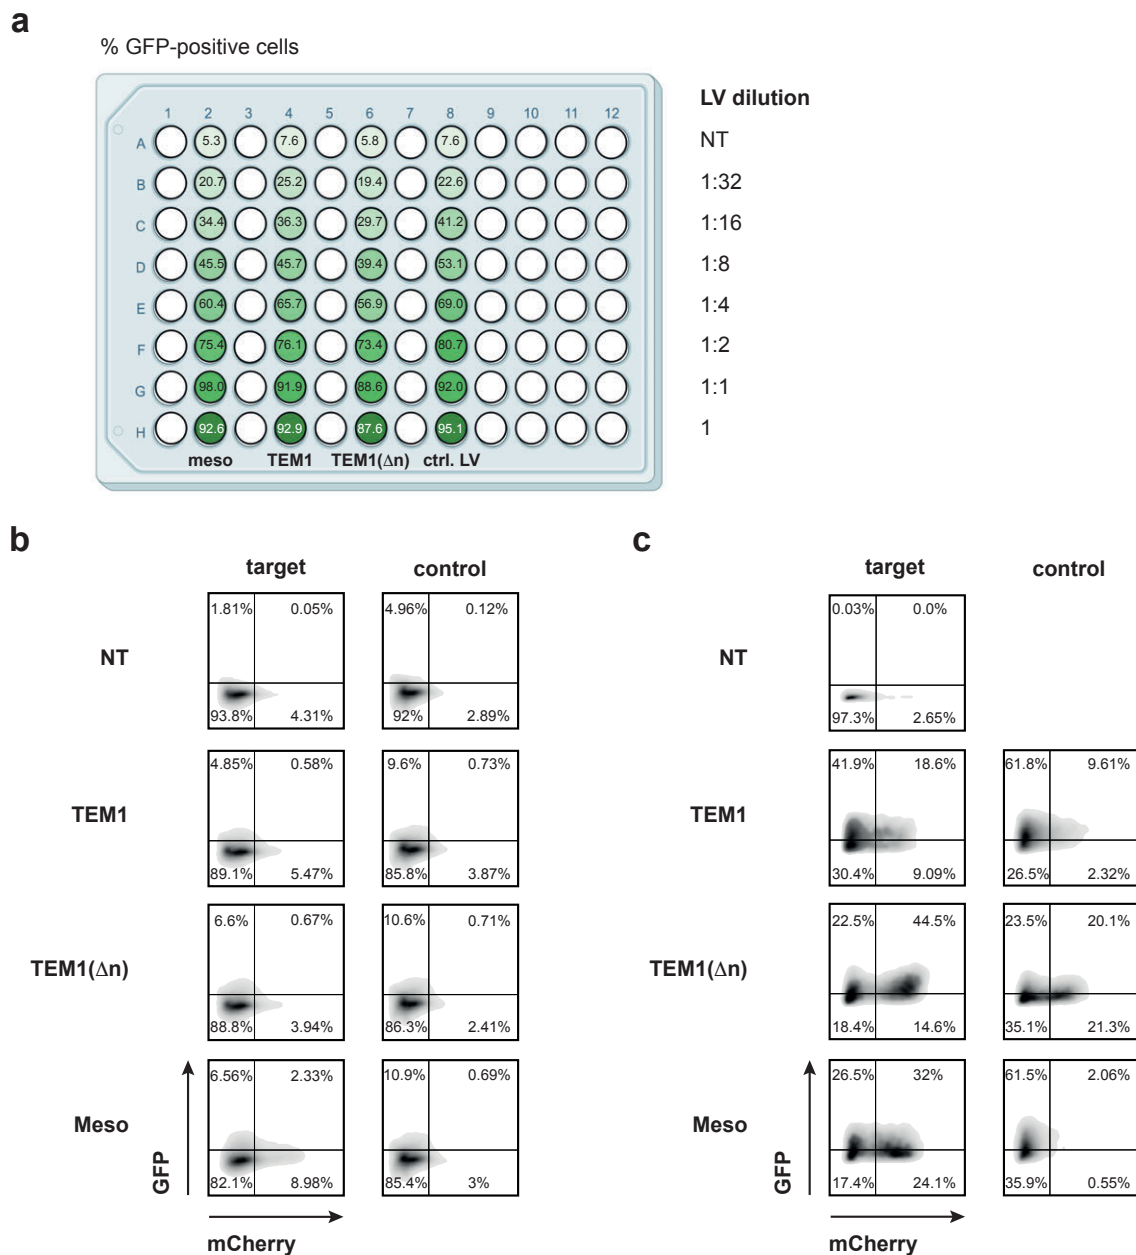 a
% GFP-positive cells
LV dilution
1 2 3 4 5 6 7 8 9 10 11 12
A 5.3 7.6 5.8 7.6 NT
B 20.7 25.2 19.4 22.6 1:32
C 34.4 36.3 29.7 41.2 1:16
D 45.5 45.7 39.4 53.1 1:8
E 60.4 65.7 56.9 69.0 1:4
F 75.4 76.1 73.4 80.7 1:2
G 98.0 91.9 88.6 92.0 1:1
H 92.6 92.9 87.6 95.1 1
meso TEM1 TEM1(Δn) ctrl. LV
b
target control
NT
1.81% 0.05% 4.96% 0.12%
93.8% 4.31% 92% 2.89%
TEM1
4.85% 0.58% 9.6% 0.73%
89.1% 5.47% 85.8% 3.87%
TEM1(Δn)
6.6% 0.67% 10.6% 0.71%
88.8% 3.94% 86.3% 2.41%
Meso
6.56% 2.33% 10.9% 0.69%
82.1% 8.98% 85.4% 3%
GFP
mCherry
c
target control
NT
0.03% 0.0%
97.3% 2.65%
TEM1
41.9% 18.6% 61.8% 9.61%
30.4% 9.09% 26.5% 2.32%
TEM1(Δn)
22.5% 44.5% 23.5% 20.1%
18.4% 14.6% 35.1% 21.3%
Meso
26.5% 32% 61.5% 2.06%
17.4% 24.1% 35.9% 0.55%
GFP
mCherry